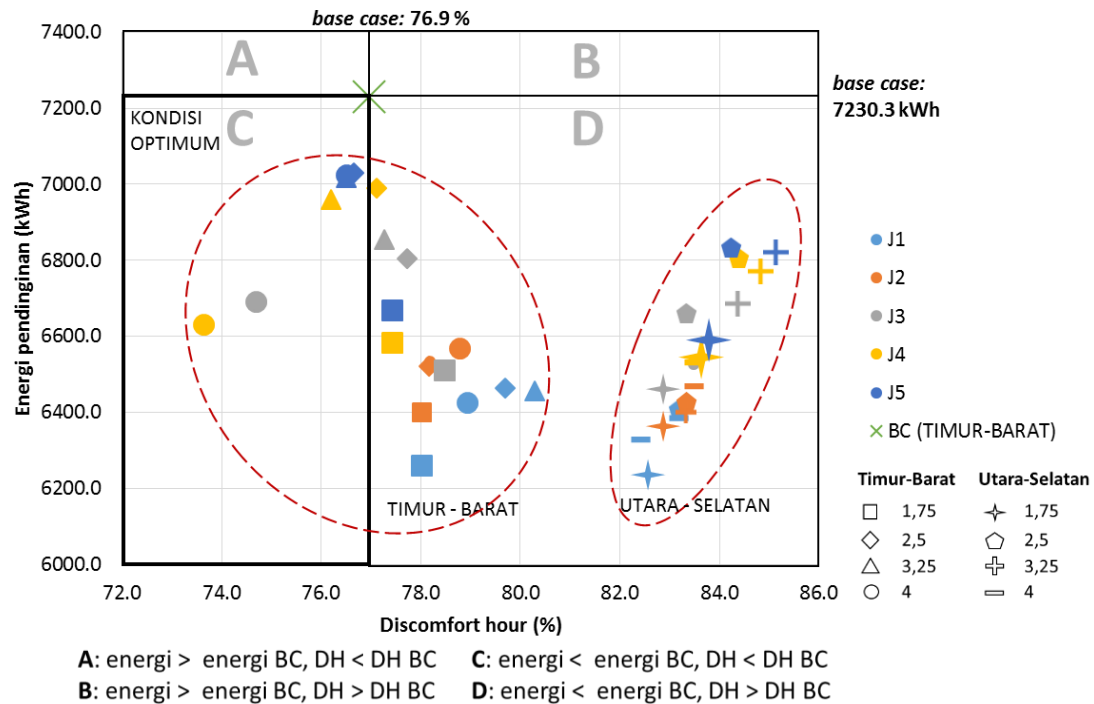 base case: 76.9 %
7400.0
7200.0
7000.0
6800.0
6600.0
6400.0
6200.0
6000.0
Energi pendinginan (kWh)
A
B
C
D
KONDISI
OPTIMUM
base case:
7230.3 kWh
TIMUR - BARAT
UTARA - SELATAN
72.0 74.0 76.0 78.0 80.0 82.0 84.0 86.0
Discomfort hour (%)
J1
J2
J3
J4
J5
BC (TIMUR-BARAT)
Timur-Barat Utara-Selatan
1,75 1,75
2,5 2,5
3,25 3,25
4 4
A: energi > energi BC, DH < DH BC C: energi < energi BC, DH < DH BC
B: energi > energi BC, DH > DH BC D: energi < energi BC, DH > DH BC